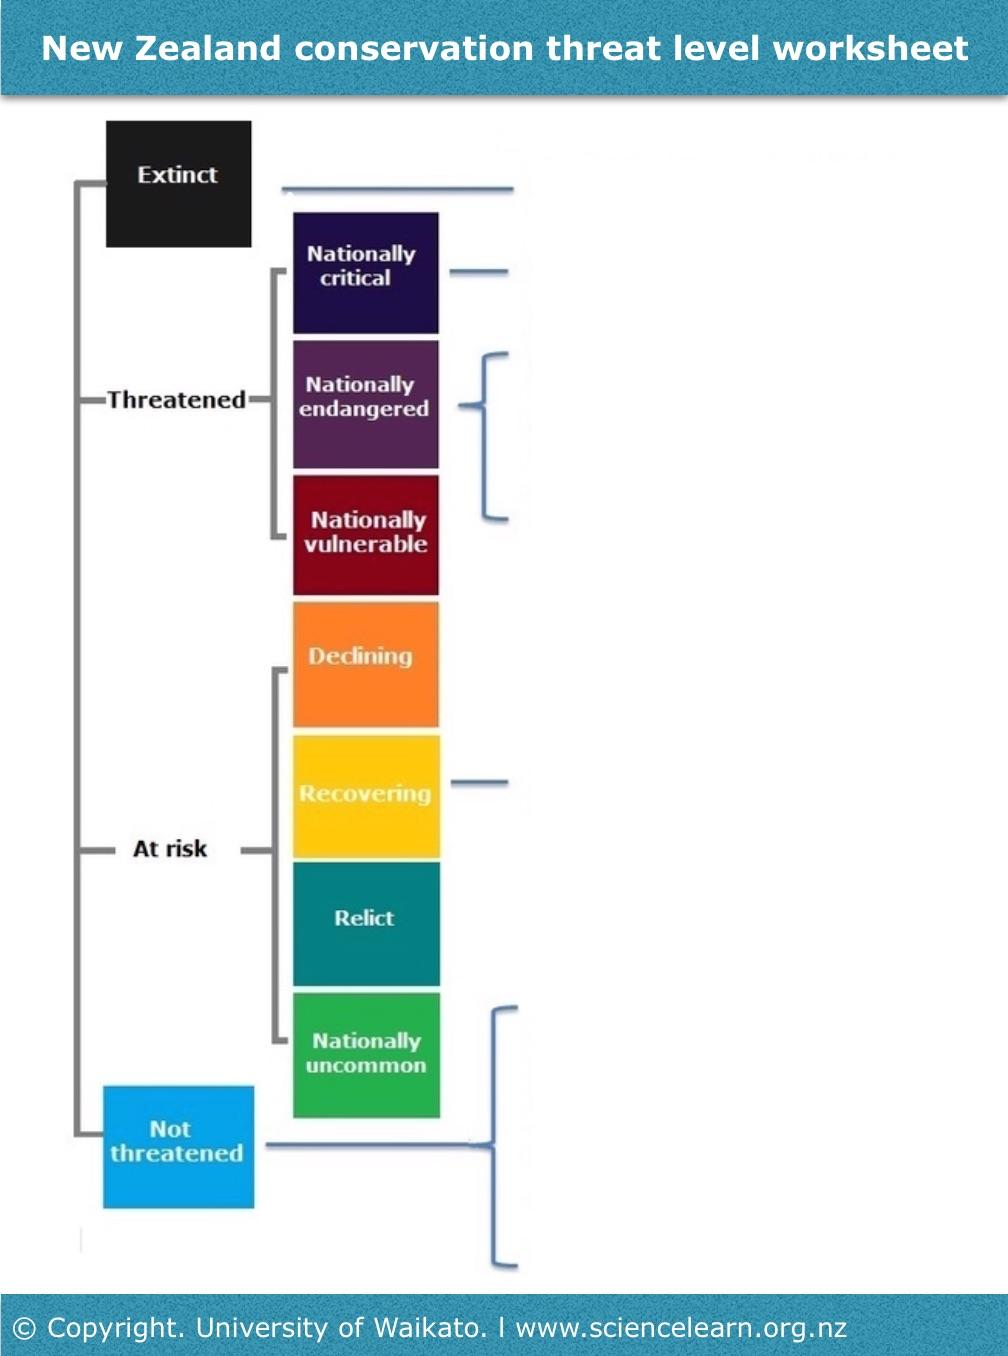 New Zealand conservation threat level worksheet
Extinct
Nationally
critical
Threatened
Nationally
endangered
Nationally
vulnerable
Declining
Recovering
At risk
Relict
Nationally
uncommon
Not
threatened
© Copyright. University of Waikato. l www.sciencelearn.org.nz